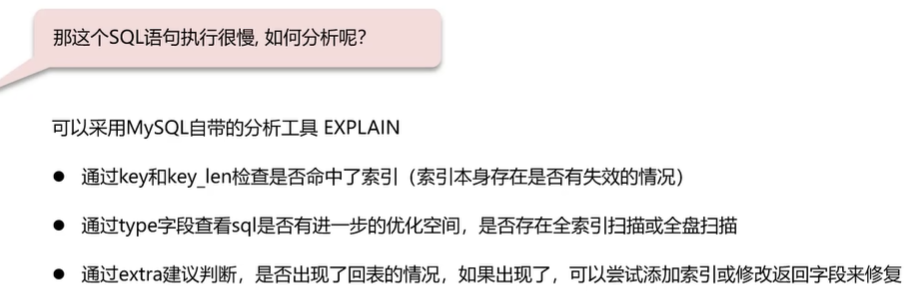 那这个SQL语句执行很慢, 如何分析呢?
可以采用MySQL自带的分析工具 EXPLAIN
● 通过key和key_len检查是否命中了索引（索引本身存在是否有失效的情况）
● 通过type字段查看sql是否有进一步的优化空间，是否存在全索引扫描或全盘扫描
● 通过extra建议判断，是否出现了回表的情况，如果出现了，可以尝试添加索引或修改返回字段来修复